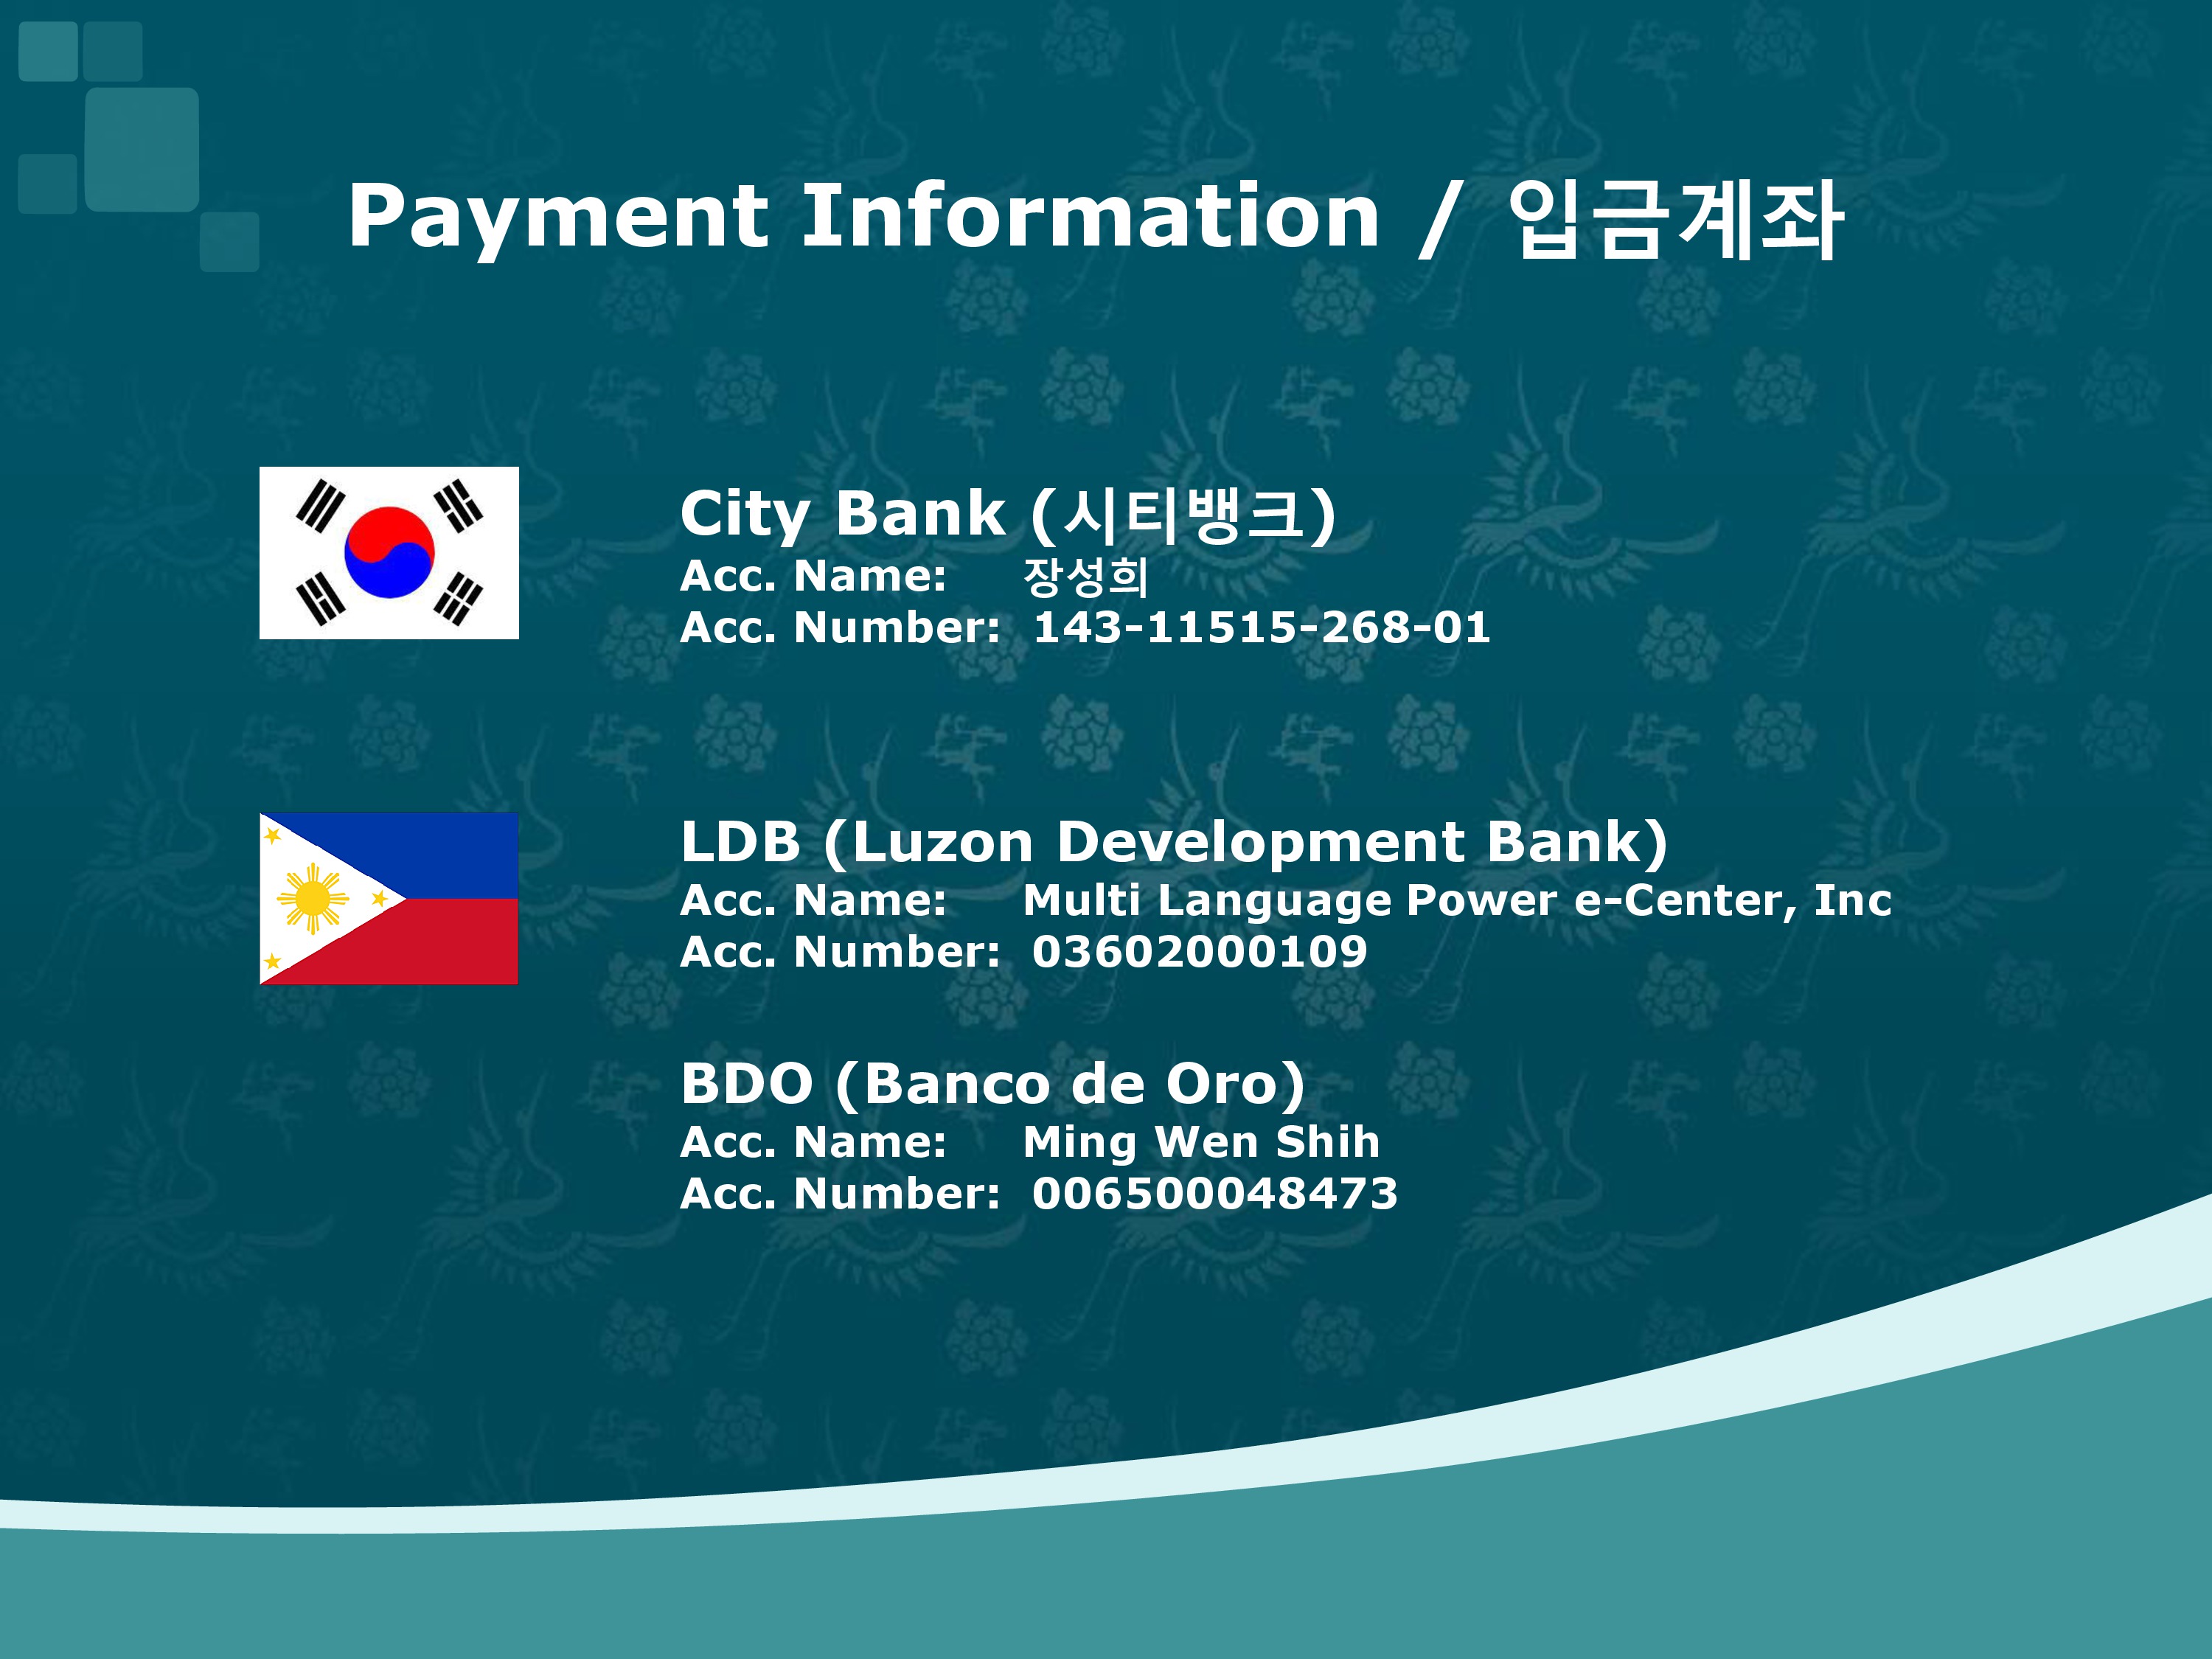 Payment Information / 입금계좌
City Bank (시티뱅크)
Acc. Name: 장성희
Acc. Number: 143-11515-268-01
LDB (Luzon Development Bank)
Acc. Name: Multi Language Power e-Center, Inc
Acc. Number: 03602000109
BDO (Banco de Oro)
Acc. Name: Ming Wen Shih
Acc. Number: 006500048473